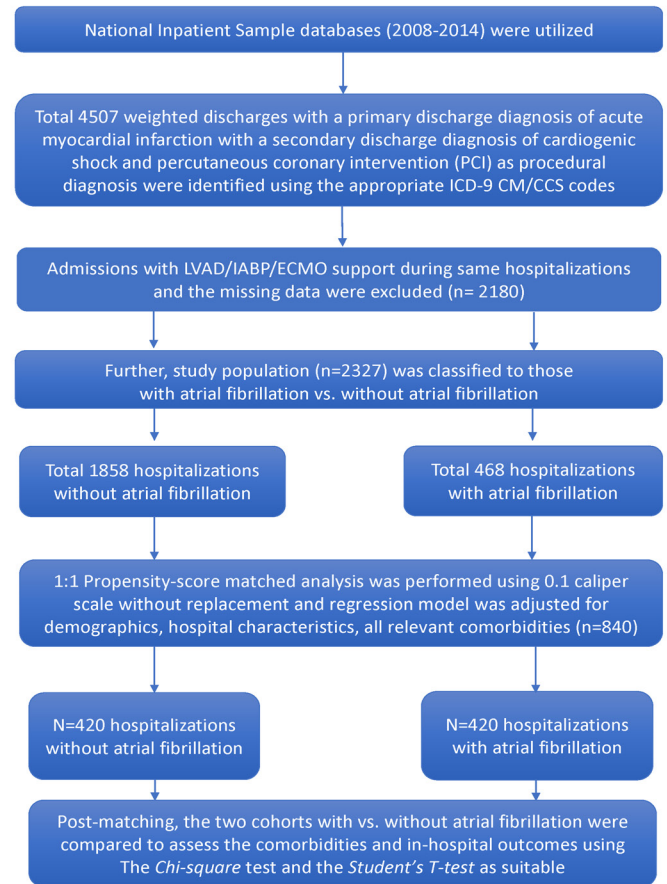 National Inpatient Sample databases (2008-2014) were utilized
Total 4507 weighted discharges with a primary discharge diagnosis of acute
myocardial infarction with a secondary discharge diagnosis of cardiogenic
shock and percutaneous coronary intervention (PCI) as procedural
diagnosis were identified using the appropriate ICD-9 CM/CCS codes
Admissions with LVAD/IABP/ECMO support during same hospitalizations
and the missing data were excluded (n= 2180)
Further, study population (n=2327) was classified to those
with atrial fibrillation vs. without atrial fibrillation
Total 1858 hospitalizations
without atrial fibrillation
Total 468 hospitalizations
with atrial fibrillation
1:1 Propensity-score matched analysis was performed using 0.1 caliper
scale without replacement and regression model was adjusted for
demographics, hospital characteristics, all relevant comorbidities (n=840)
N=420 hospitalizations
without atrial fibrillation
N=420 hospitalizations
with atrial fibrillation
Post-matching, the two cohorts with vs. without atrial fibrillation were
compared to assess the comorbidities and in-hospital outcomes using
The Chi-square test and the Student's T-test as suitable